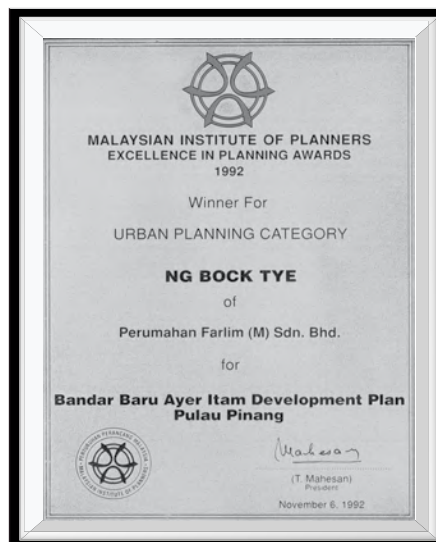 MALAYSIAN INSTITUTE OF PLANNERS
EXCELLENCE IN PLANNING AWARDS
1992
Winner For
URBAN PLANNING CATEGORY
NG BOCK TYE
of
Perumahan Farlim (M) Sdn. Bhd.
for
Bandar Baru Ayer Itam Development Plan
Pulau Pinang
Mahesan
(T. Mahesan)
President
November 6, 1992